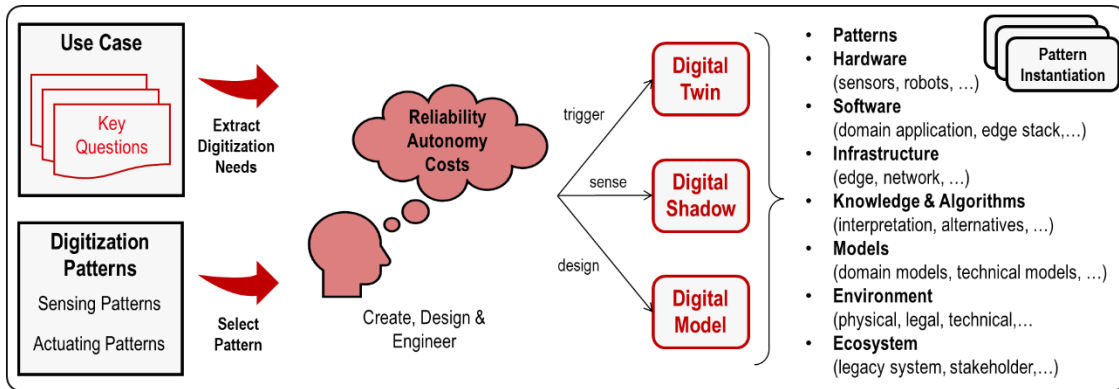 Use Case
Key
Questions
Extract
Digitization
Needs
Digitization
Patterns
Sensing Patterns
Actuating Patterns
Select
Pattern
Reliability
Autonomy
Costs
Create, Design &
Engineer
trigger
sense
design
Digital
Twin
Digital
Shadow
Digital
Model
• Patterns
• Hardware
(sensors, robots, …)
• Software
(domain application, edge stack,…)
• Infrastructure
(edge, network, …)
• Knowledge & Algorithms
(interpretation, alternatives, …)
• Models
(domain models, technical models, …)
• Environment
(physical, legal, technical,…
• Ecosystem
(legacy system, stakeholder,…)
Pattern
Instantiation